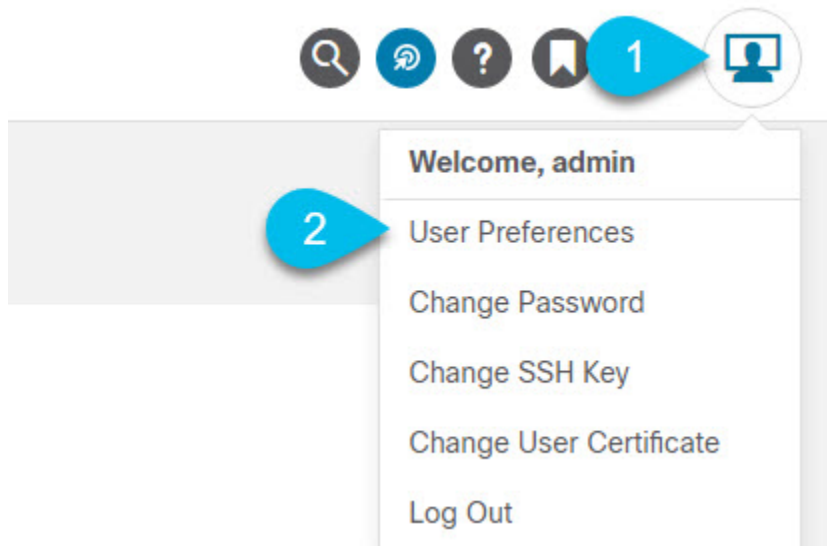 ?
1
Welcome, admin
2
User Preferences
Change Password
Change SSH Key
Change User Certificate
Log Out